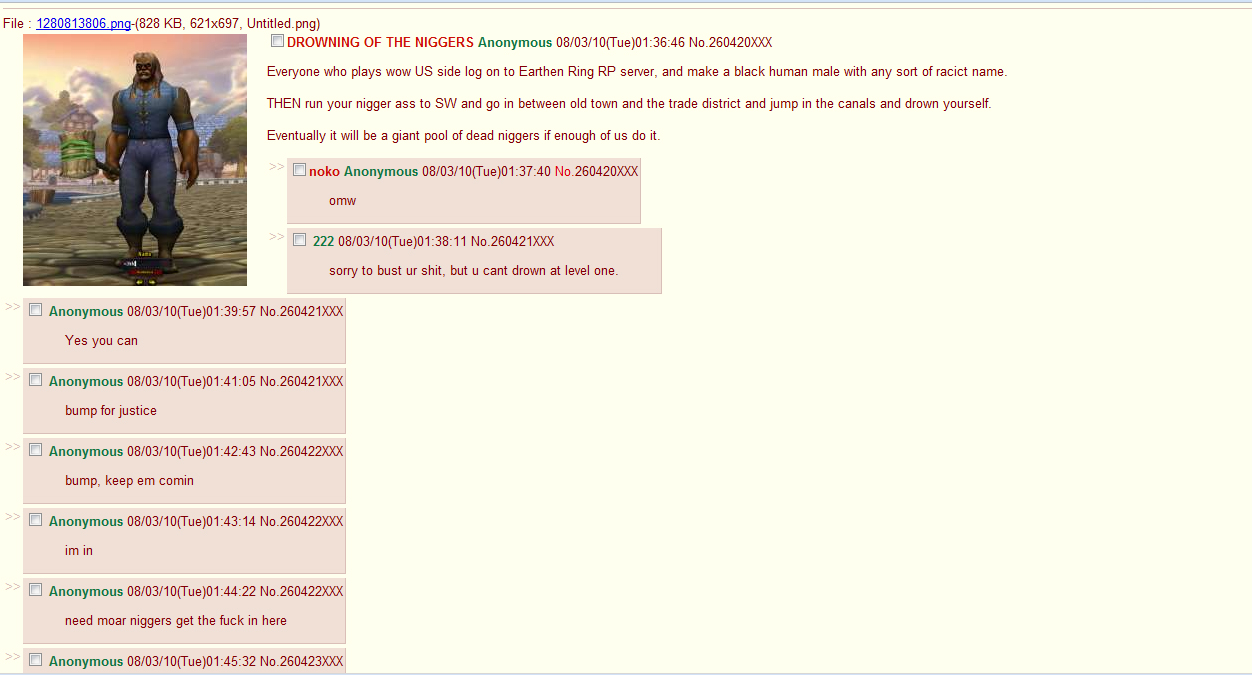 File : 1280813806.png-(828 KB, 621x697, Untitled.png)
DROWNING OF THE NIGGERS Anonymous 08/03/10(Tue)01:36:46 No.260420XXX
Everyone who plays wow US side log on to Earthen Ring RP server, and make a black human male with any sort of racict name.
THEN run your nigger ass to SW and go in between old town and the trade district and jump in the canals and drown yourself.
Eventually it will be a giant pool of dead niggers if enough of us do it.
Name
>> noko Anonymous 08/03/10(Tue)01:37:40 No.260420XXX
omw
>> 222 08/03/10(Tue)01:38:11 No.260421XXX
sorry to bust ur shit, but u cant drown at level one.
>> Anonymous 08/03/10(Tue)01:39:57 No.260421XXX
Yes you can
>> Anonymous 08/03/10(Tue)01:41:05 No.260421XXX
bump for justice
>> Anonymous 08/03/10(Tue)01:42:43 No.260422XXX
bump, keep em comin
>> Anonymous 08/03/10(Tue)01:43:14 No.260422XXX
im in
>> Anonymous 08/03/10(Tue)01:44:22 No.260422XXX
need moar niggers get the fuck in here
>> Anonymous 08/03/10(Tue)01:45:32 No.260423XXX